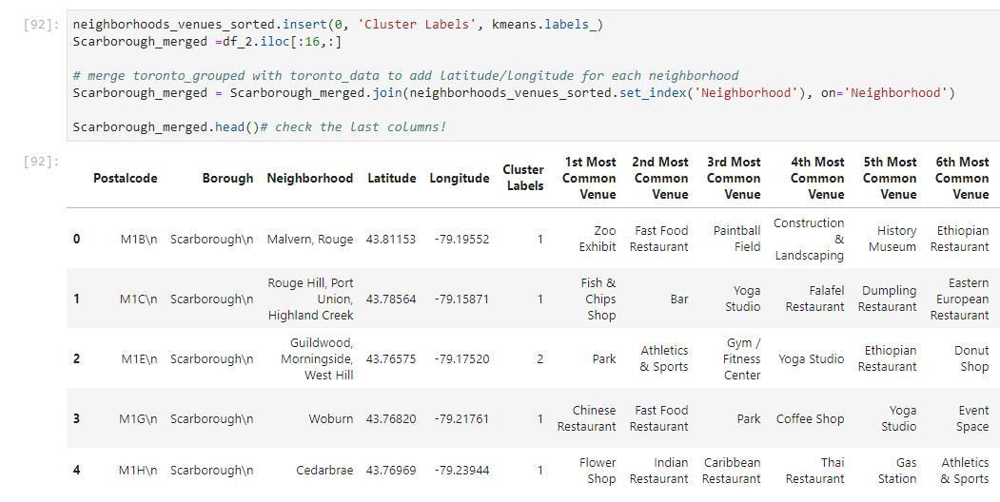 [92]: neighborhoods_venues_sorted.insert(0, 'Cluster Labels', kmeans.labels_)
Scarborough_merged =df_2.iloc[:16,:]
# merge toronto_grouped with toronto_data to add latitude/longitude for each neighborhood
Scarborough_merged = Scarborough_merged.join(neighborhoods_venues_sorted.set_index('Neighborhood'), on='Neighborhood')
Scarborough_merged.head()# check the last columns!
[92]:
Postalcode Borough Neighborhood Latitude Longitude Cluster Labels 1st Most Common Venue 2nd Most Common Venue 3rd Most Common Venue 4th Most Common Venue 5th Most Common Venue 6th Most Common Venue
0 M1B\n Scarborough\n Malvern, Rouge 43.81153 -79.19552 1 Zoo Exhibit Fast Food Restaurant Paintball Field Construction & Landscaping History Museum Ethiopian Restaurant
1 M1C\n Scarborough\n Rouge Hill, Port Union, Highland Creek 43.78564 -79.15871 1 Fish & Chips Shop Bar Yoga Studio Falafel Restaurant Dumpling Restaurant Eastern European Restaurant
2 M1E\n Scarborough\n Guildwood, Morningside, West Hill 43.76575 -79.17520 2 Park Athletics & Sports Gym / Fitness Center Yoga Studio Ethiopian Restaurant Donut Shop
3 M1G\n Scarborough\n Woburn 43.76820 -79.21761 1 Chinese Restaurant Fast Food Restaurant Park Coffee Shop Yoga Studio Event Space
4 M1H\n Scarborough\n Cedarbrae 43.76969 -79.23944 1 Flower Shop Indian Restaurant Caribbean Restaurant Thai Restaurant Gas Station Athletics & Sports